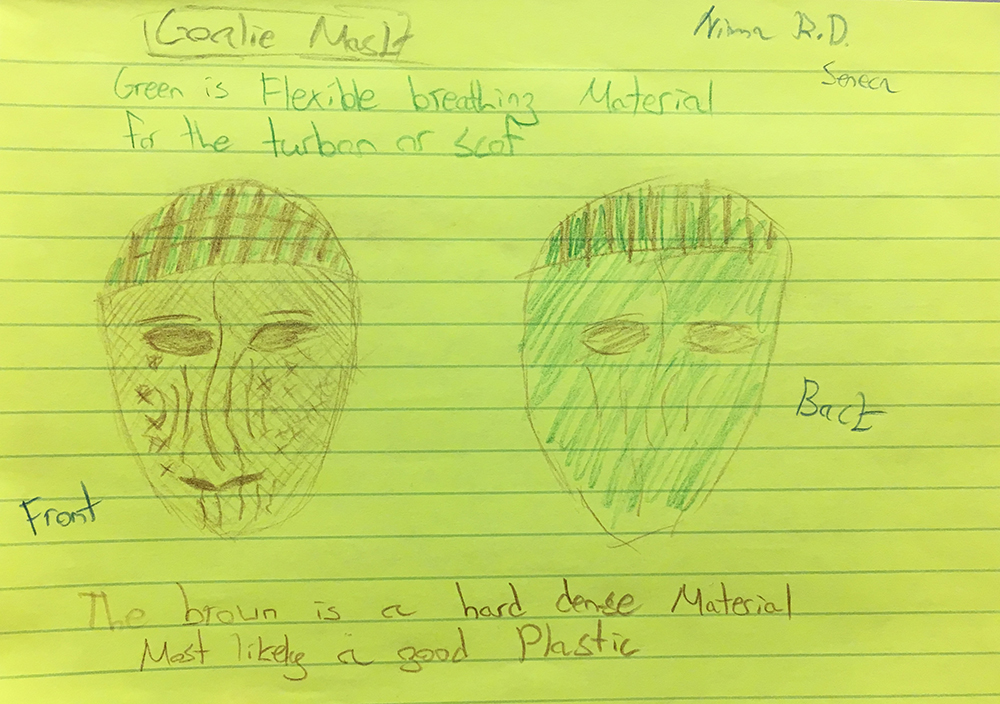 Goalie Mask
Nima R.D.
Seneca
Green is Flexible breathing Material
for the turban or scof
Front
Back
The brown is a hard dense Material
Most likely a good Plastic